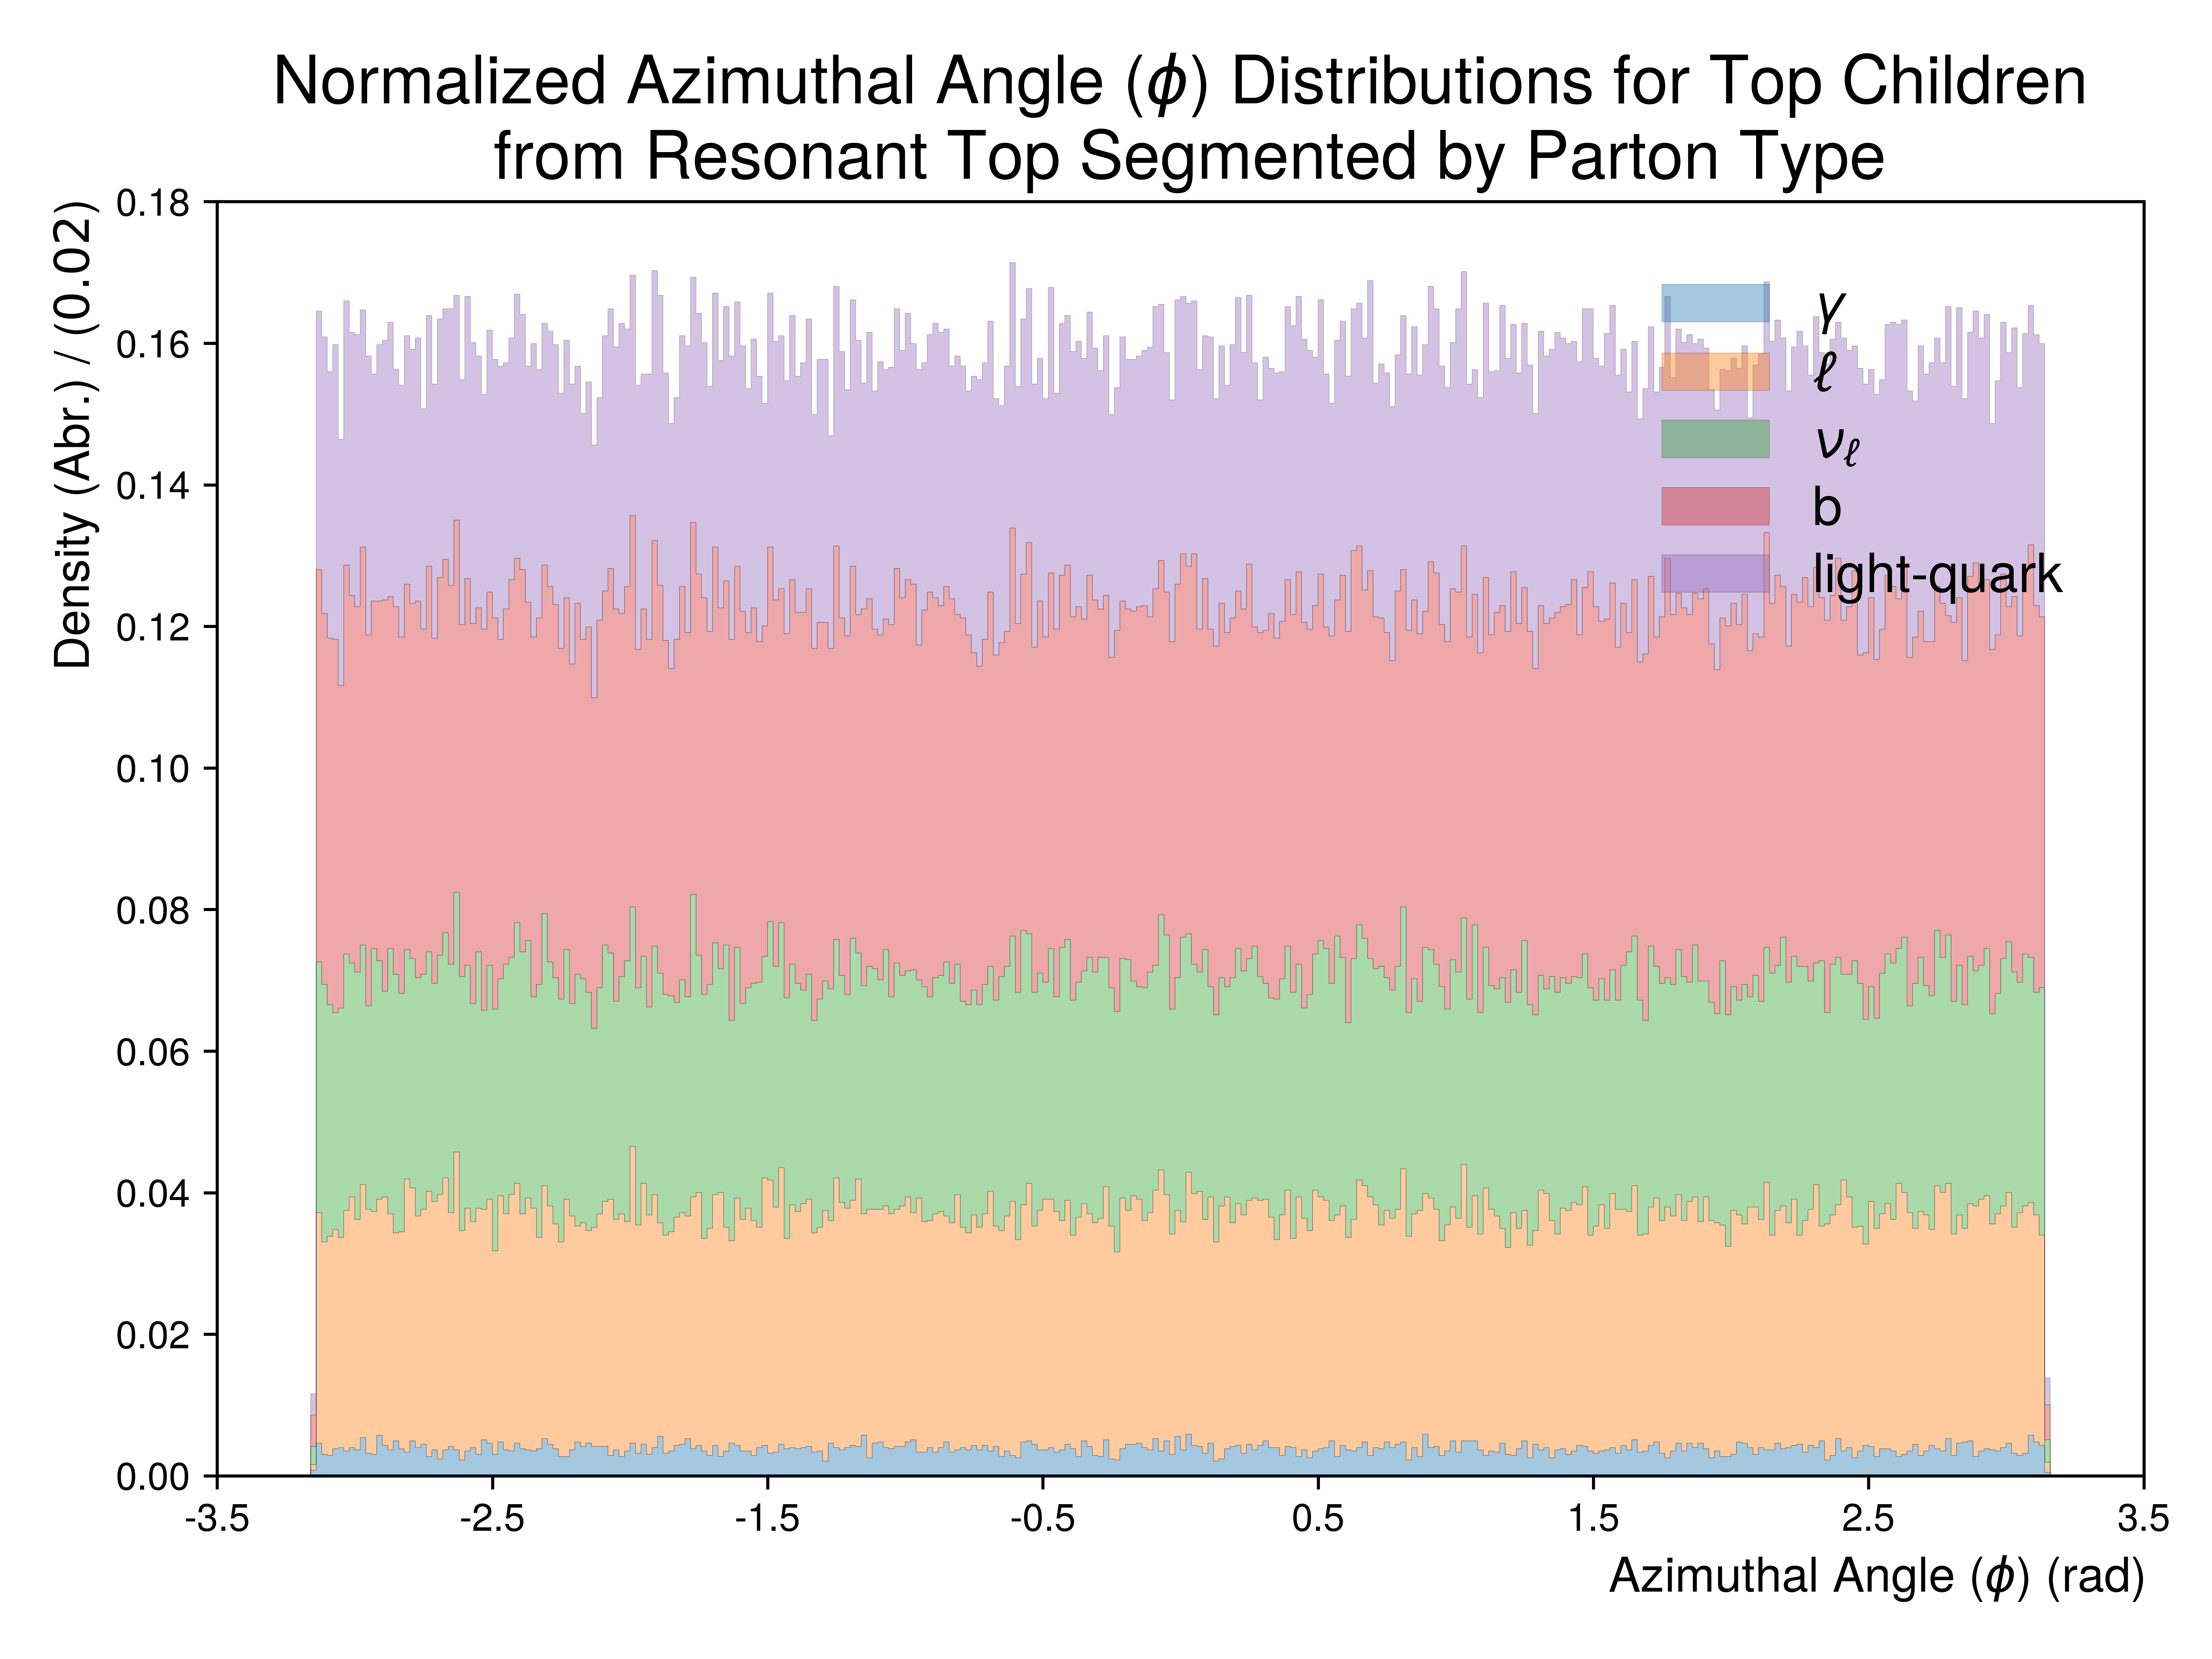 Normalized Azimuthal Angle (ϕ) Distributions for Top Children
from Resonant Top Segmented by Parton Type
Density (Abr.) / (0.02)
0.18
0.16
0.14
0.12
0.10
0.08
0.06
0.04
0.02
0.00
γ
ℓ
ν_ℓ
b
light-quark
-3.5
-2.5
-1.5
-0.5
0.5
1.5
2.5
3.5
Azimuthal Angle (ϕ) (rad)